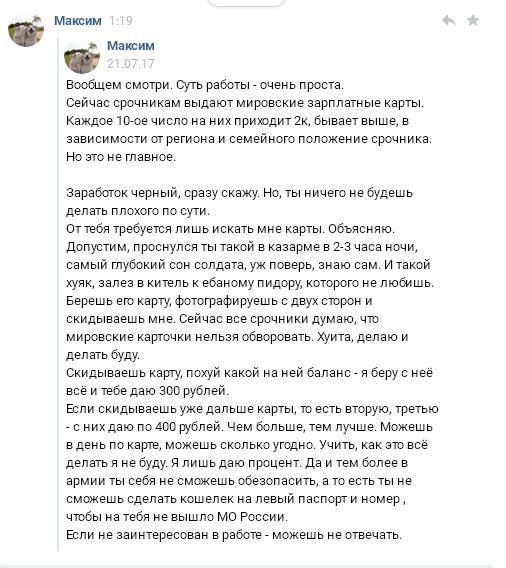 Максим 1:19
Максим
21.07.17
Вообщем смотри. Суть работы - очень проста.
Сейчас срочникам выдают мировские зарплатные карты.
Каждое 10-ое число на них приходит 2к, бывает выше, в
зависимости от региона и семейного положение срочника.
Но это не главное.
Заработок черный, сразу скажу. Но, ты ничего не будешь
делать плохого по сути.
От тебя требуется лишь искать мне карты. Объясняю.
Допустим, проснулся ты такой в казарме в 2-3 часа ночи,
самый глубокий сон солдата, уж поверь, знаю сам. И такой
хуяк, залез в китель к ебаному пидору, которого не любишь.
Берешь его карту, фотографируешь с двух сторон и
скидываешь мне. Сейчас все срочники думаю, что
мировские карточки нельзя обворовать. Хуита, делаю и
делать буду.
Скидываешь карту, похуй какой на ней баланс - я беру с неё
всё и тебе даю 300 рублей.
Если скидываешь уже дальше карты, то есть вторую, третью
- с них даю по 400 рублей. Чем больше, тем лучше. Можешь
в день по карте, можешь сколько угодно. Учить, как это всё
делать я не буду. Я лишь даю процент. Да и тем более в
армии ты себя не сможешь обезопасить, а то есть ты не
сможешь сделать кошелек на левый паспорт и номер ,
чтобы на тебя не вышло МО России.
Если не заинтересован в работе - можешь не отвечать.